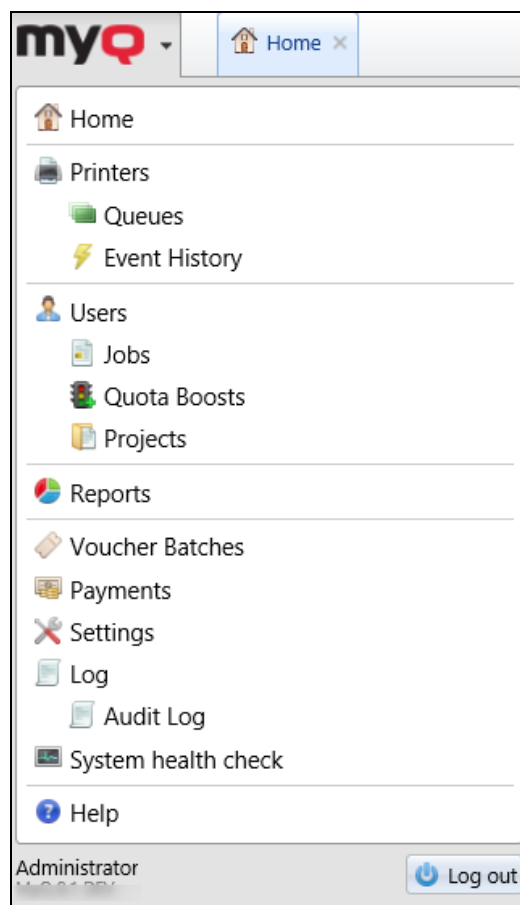 myQ
Home
Home
Printers
Queues
Event History
Users
Jobs
Quota Boosts
Projects
Reports
Voucher Batches
Payments
Settings
Log
Audit Log
System health check
Help
Administrator
Log out